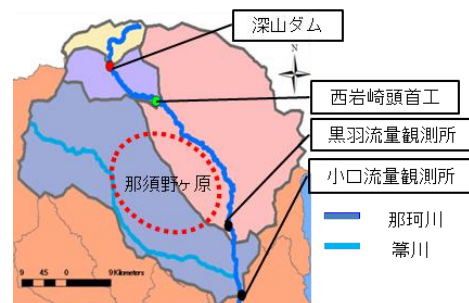 深山ダム
N
西岩崎頭首工
黒羽流量観測所
小口流量観測所
那須野ヶ原
那珂川
箒川
9 4.5 0 9 Kilometers